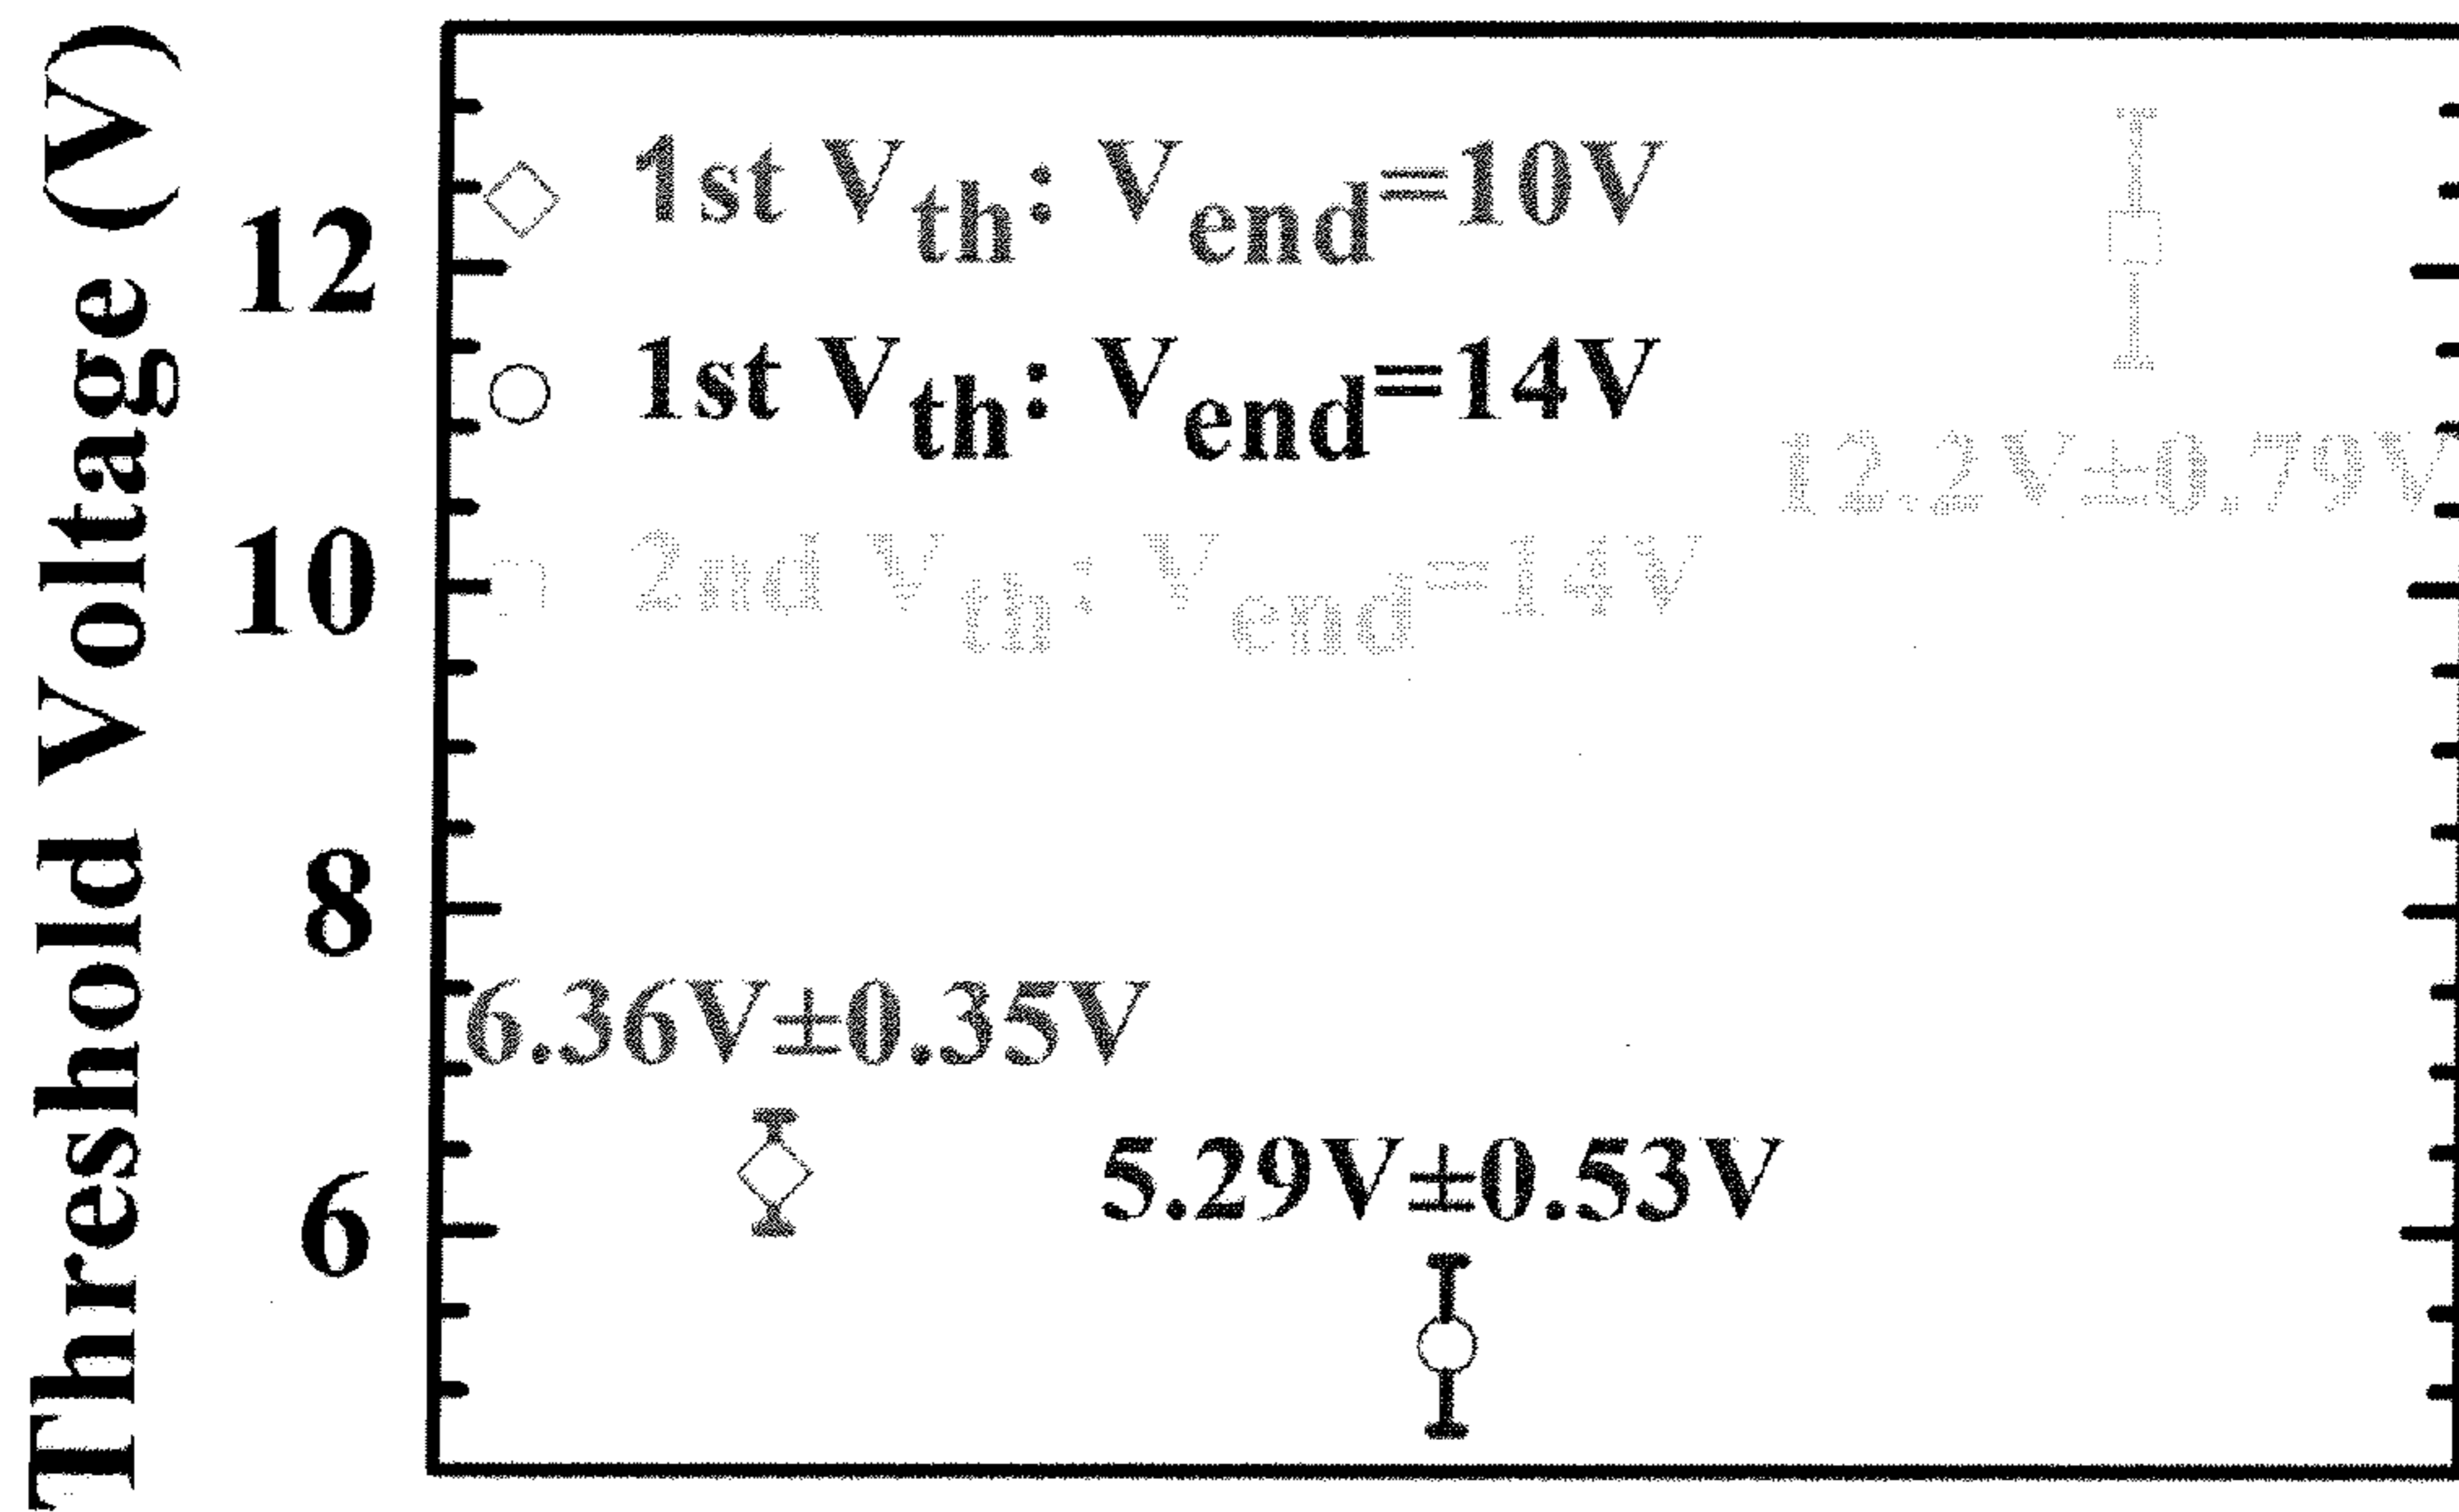 Threshold Voltage (V)
12
10
8
6
1st Vth: Vend=10V
1st Vth: Vend=14V
2nd Vth: Vend=14V
12.2V±0.79V
6.36V±0.35V
5.29V±0.53V